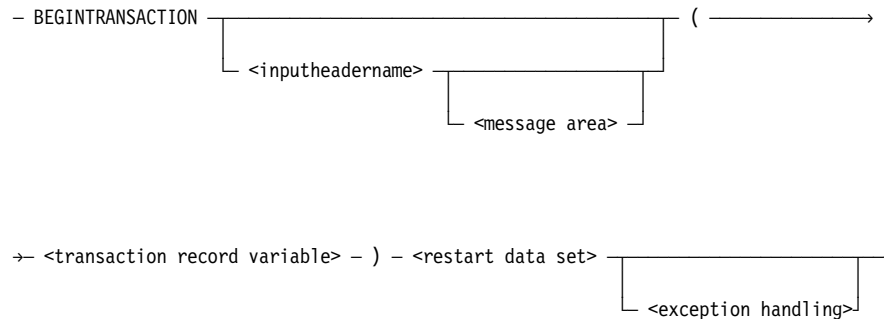 BEGINTRANSACTION (
<inputheadername>
<message area>
<transaction record variable> – ) – <restart data set>
<exception handling>